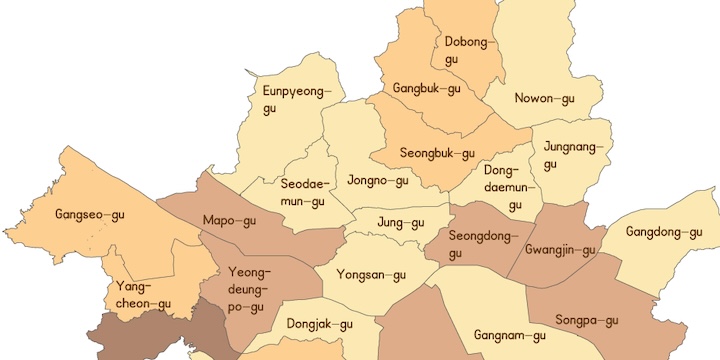 Dobong–
gu
Gangbuk–gu
Nowon–gu
Eunpyeong–
gu
Seongbuk–gu
Jungnang–
gu
Dong–
daemun–
gu
Seodae–
mun–gu
Jongno–gu
Gangseo–gu
Mapo–gu
Jung–gu
Seongdong–
gu
Gwangjin–gu
Gangdong–gu
Yang–
cheon–gu
Yeong–
deung–
po–gu
Yongsan–gu
Dongjak–gu
Gangnam–gu
Songpa–gu